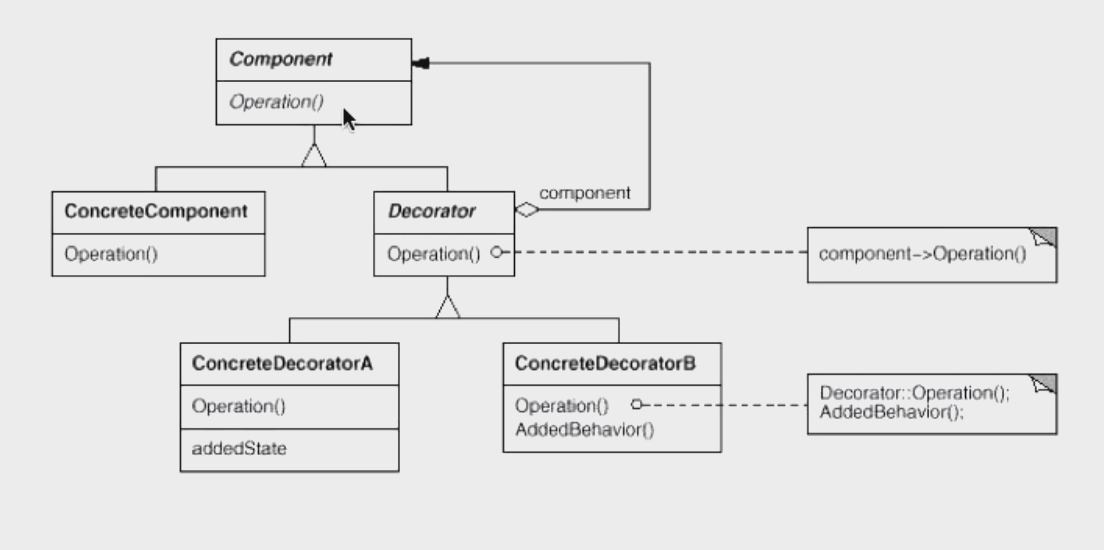 Component
Operation()
component
ConcreteComponent
Operation()
Decorator
Operation()
component->Operation()
ConcreteDecoratorA
Operation()
addedState
ConcreteDecoratorB
Operation()
AddedBehavior()
Decorator::Operation();
AddedBehavior();